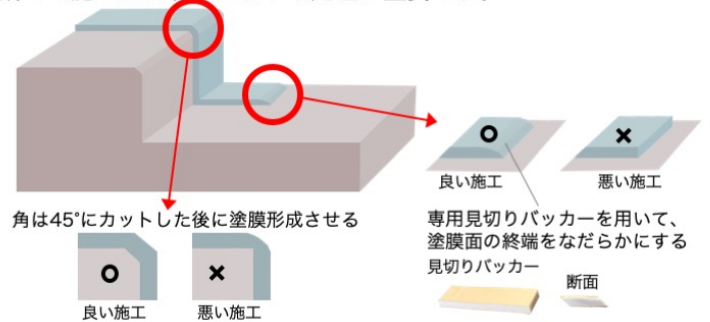 角は45°にカットした後に塗膜形成させる
○
×
良い施工
悪い施工
○
×
良い施工
悪い施工
専用見切りバッカーを用いて、
塗膜面の終端をなだらかにする
見切りバッカー
断面